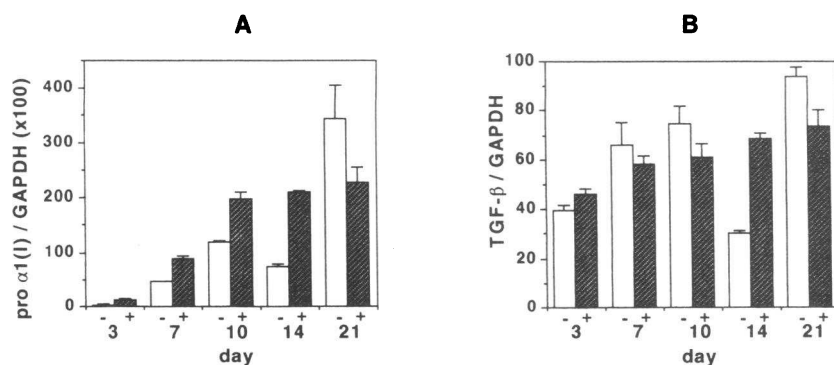 A
pro α1(I) / GAPDH (x100)
400
300
200
100
0
- + - + - + - + - +
3 7 10 14 21
day
B
TGF-β / GAPDH
100
80
60
40
20
0
- + - + - + - + - +
3 7 10 14 21
day